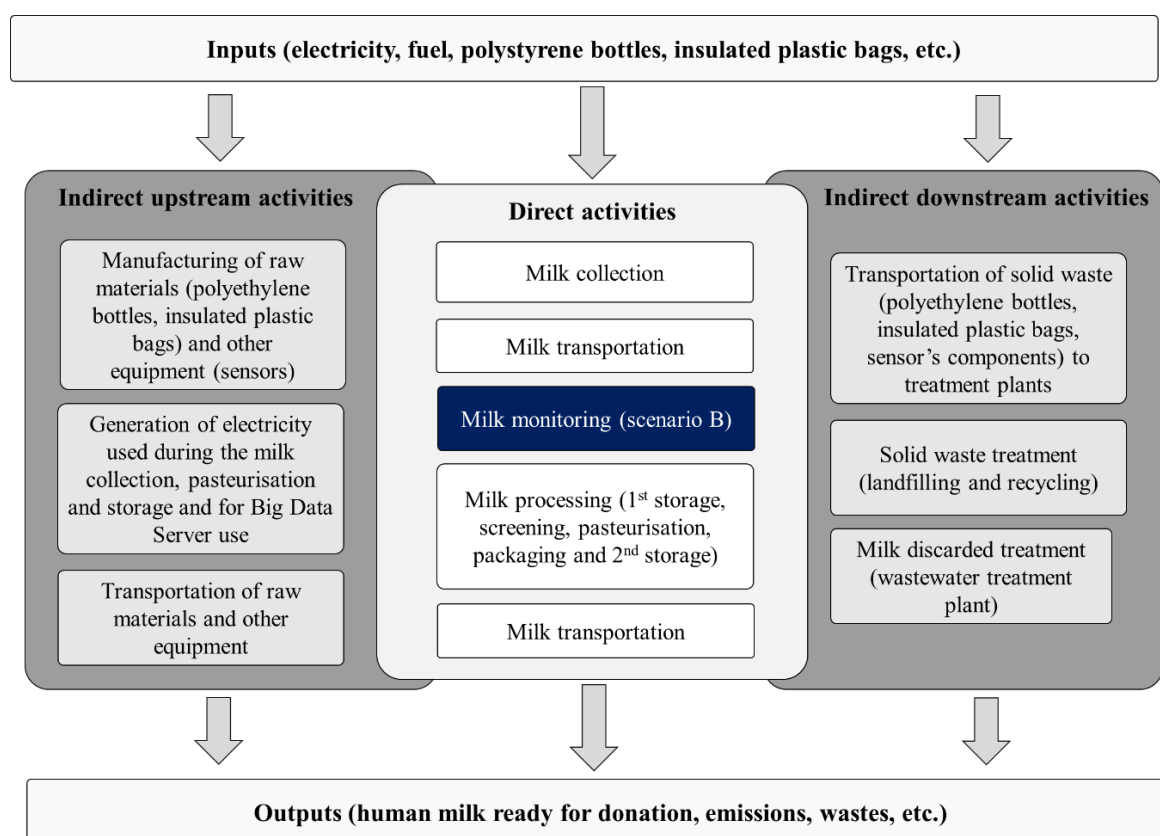 Inputs (electricity, fuel, polystyrene bottles, insulated plastic bags, etc.)
Indirect upstream activities
Manufacturing of raw
materials (polyethylene
bottles, insulated plastic
bags) and other
equipment (sensors)
Generation of electricity
used during the milk
collection, pasteurisation
and storage and for Big Data
Server use
Transportation of raw
materials and other
equipment
Direct activities
Milk collection
Milk transportation
Milk monitoring (scenario B)
Milk processing (1st storage,
screening, pasteurisation,
packaging and 2nd storage)
Milk transportation
Indirect downstream activities
Transportation of solid waste
(polyethylene bottles,
insulated plastic bags,
sensor's components) to
treatment plants
Solid waste treatment
(landfilling and recycling)
Milk discarded treatment
(wastewater treatment
plant)
Outputs (human milk ready for donation, emissions, wastes, etc.)